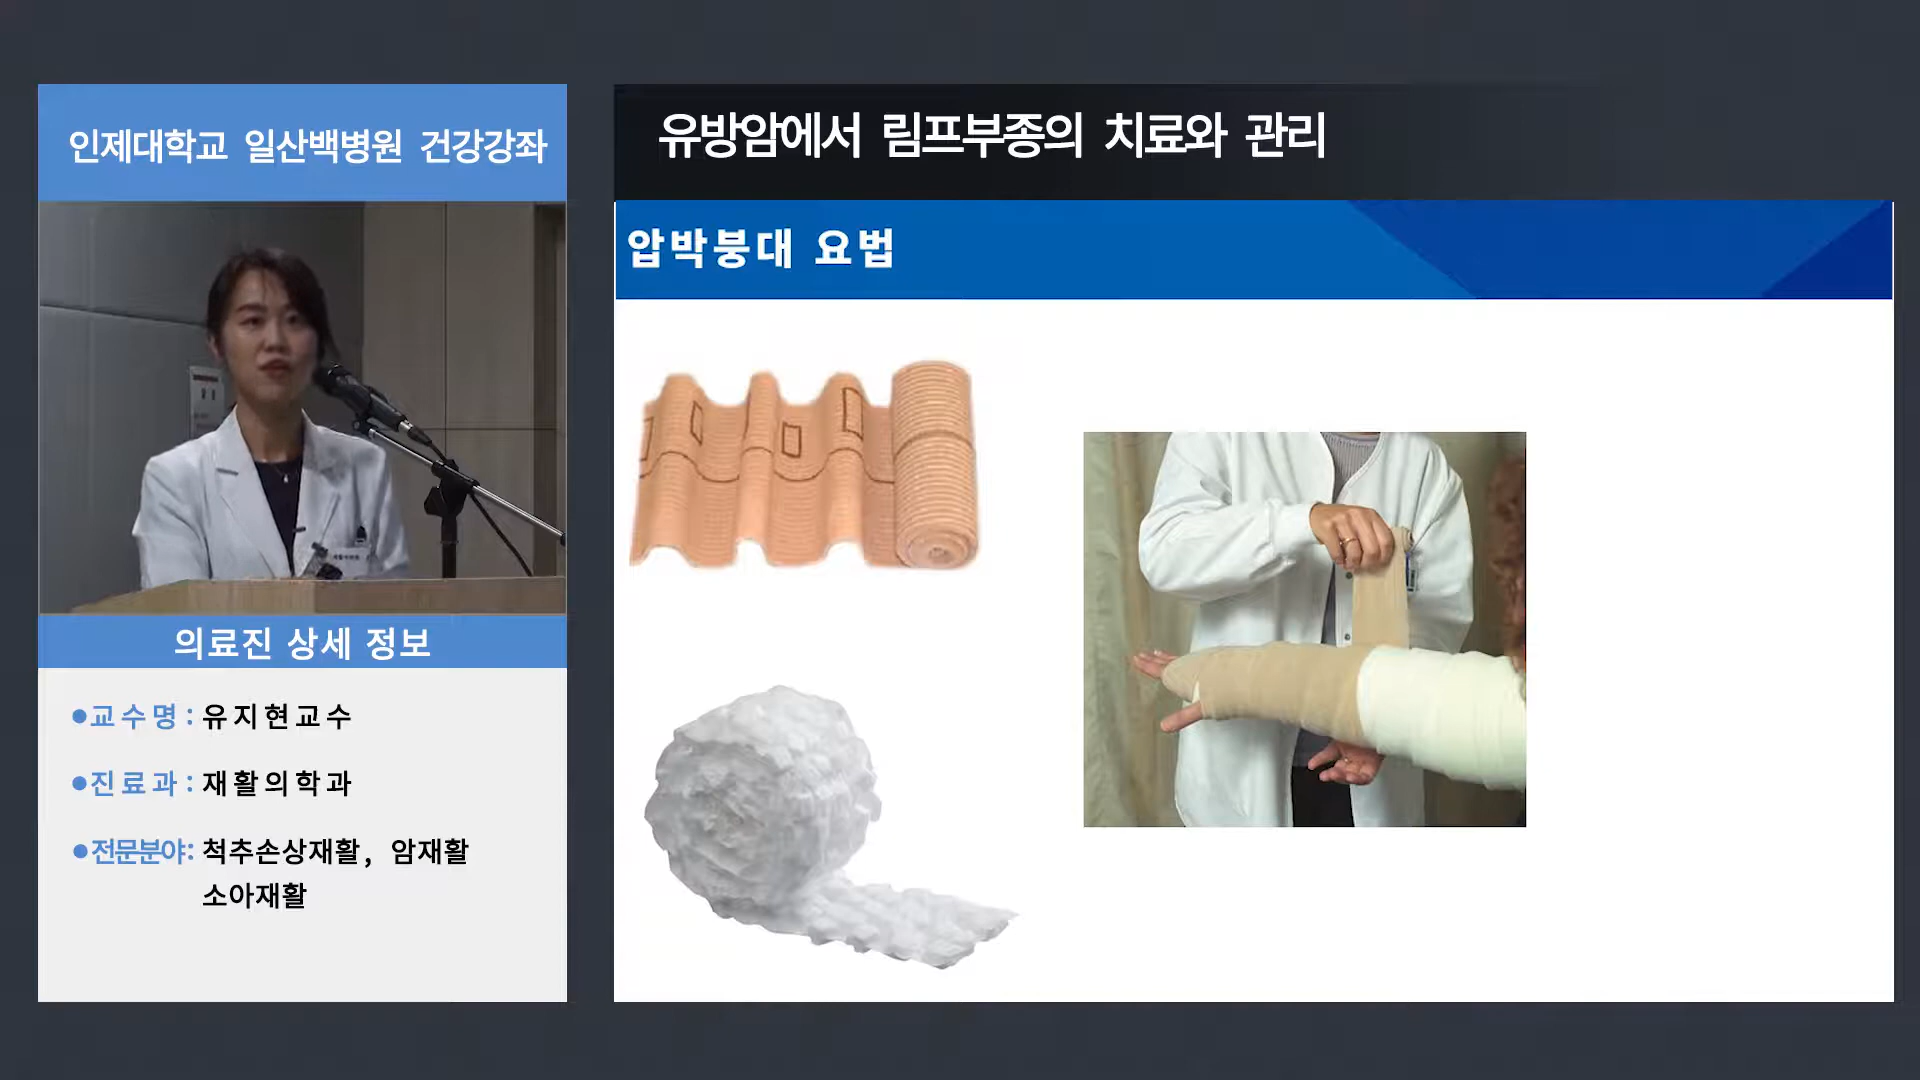 인제대학교 일산백병원 건강강좌
유방암에서 림프부종의 치료와 관리
압박붕대 요법
의료진 상세 정보
●교수명 : 유지현교수
●진료과 : 재활의학과
●전문분야: 척추손상재활, 암재활
소아재활